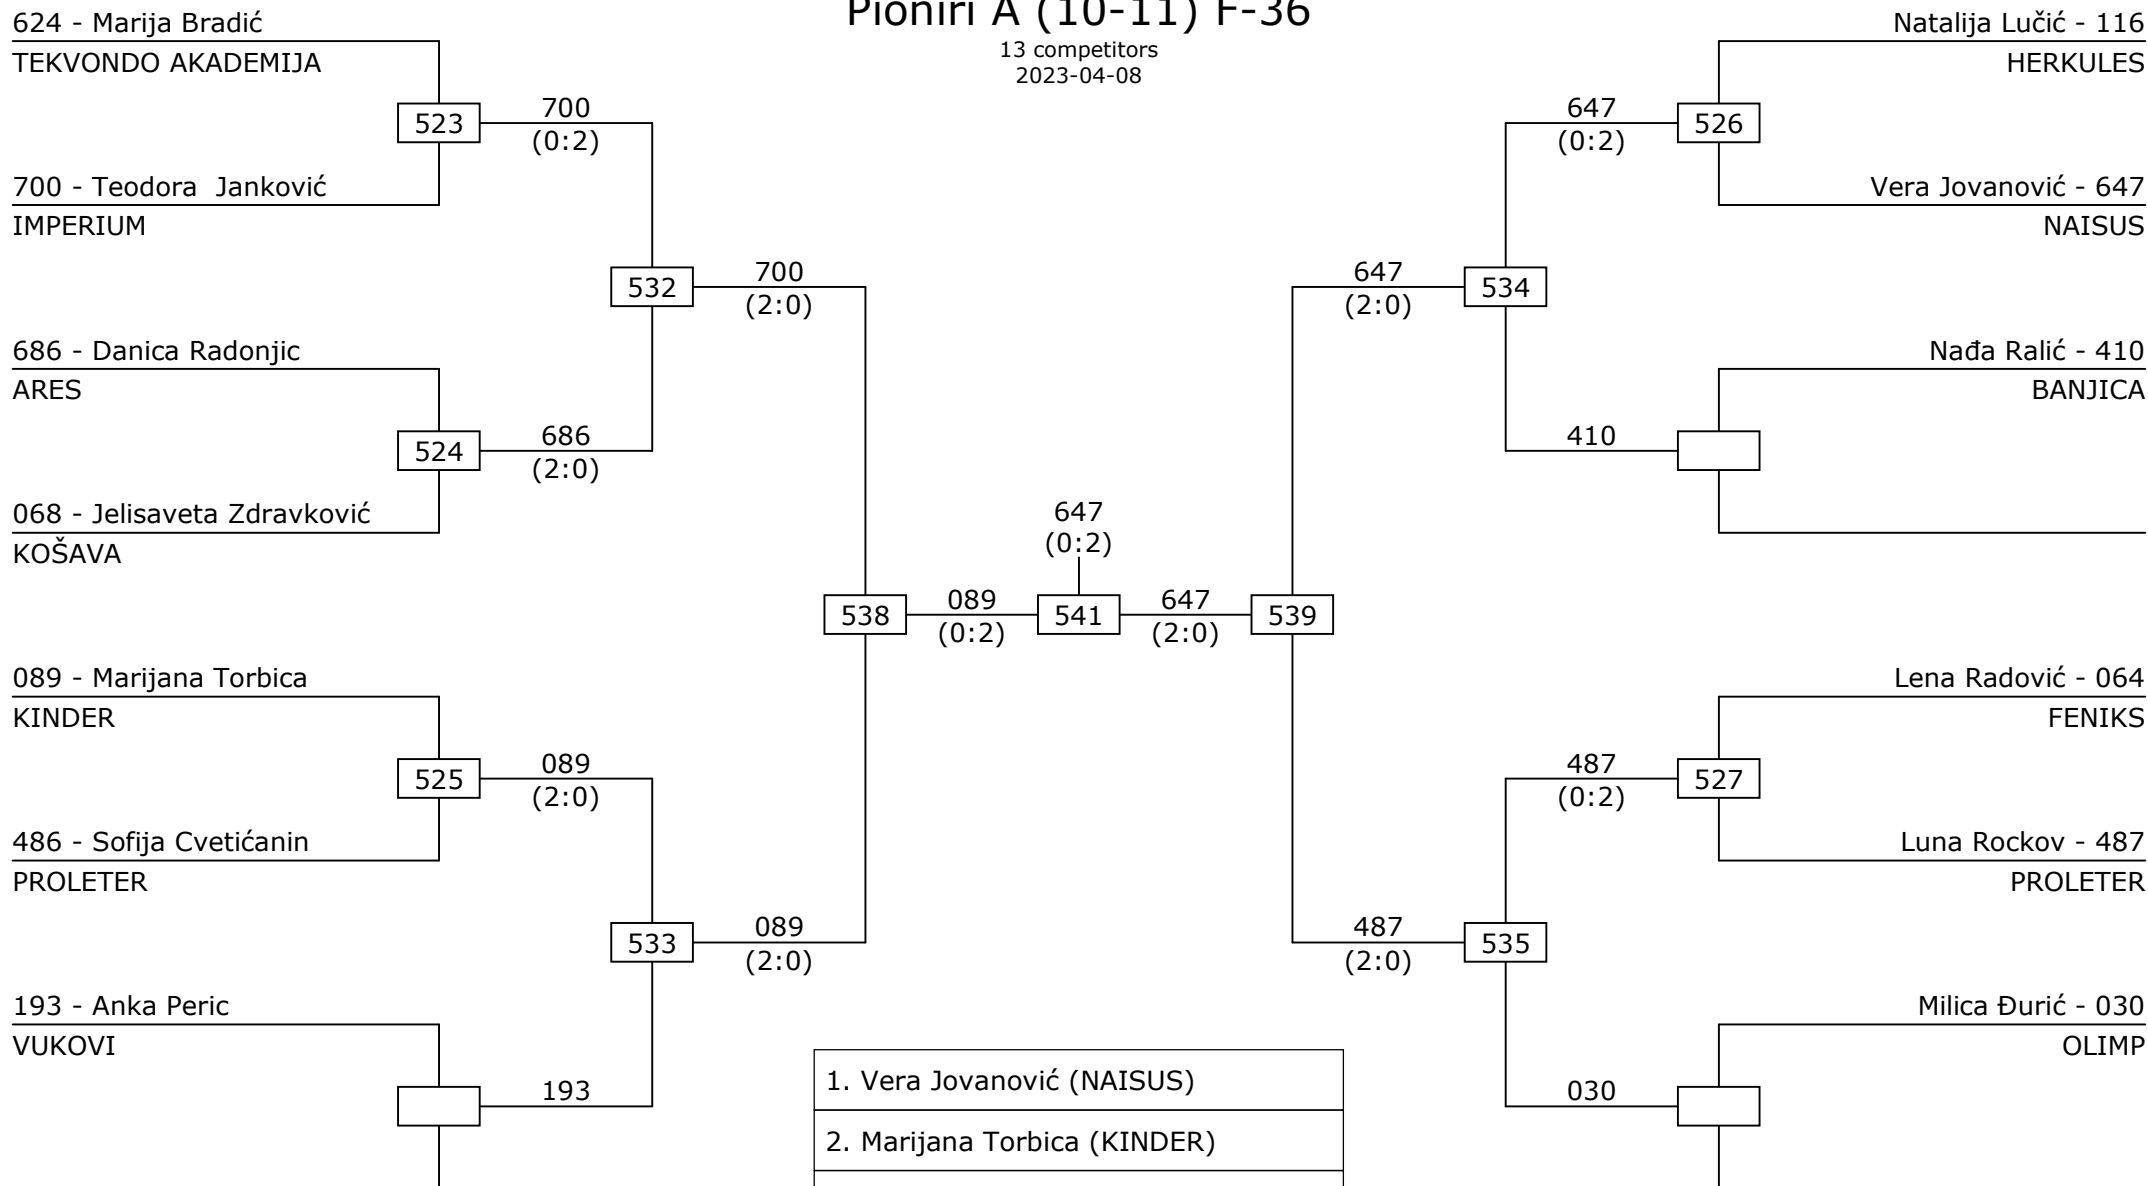 Pioniri A (10-11) F-36
13 competitors
2023-04-08
624 - Marija Bradić
TEKVONDO AKADEMIJA
523
700
(0:2)
700 - Teodora  Janković
IMPERIUM
532
700
(2:0)
686 - Danica Radonjic
ARES
524
686
(2:0)
068 - Jelisaveta Zdravković
KOŠAVA
538
089
(0:2)
089 - Marijana Torbica
KINDER
525
089
(2:0)
486 - Sofija Cvetićanin
PROLETER
533
089
(2:0)
193 - Anka Peric
VUKOVI
193
647
(0:2)
541
647
(2:0)
539
Natalija Lučić - 116
HERKULES
647
(0:2)
526
Vera Jovanović - 647
NAISUS
647
(2:0)
534
Nađa Ralić - 410
BANJICA
410
Lena Radović - 064
FENIKS
487
(0:2)
527
Luna Rockov - 487
PROLETER
487
(2:0)
535
Milica Đurić - 030
OLIMP
030
1. Vera Jovanović (NAISUS)
2. Marijana Torbica (KINDER)